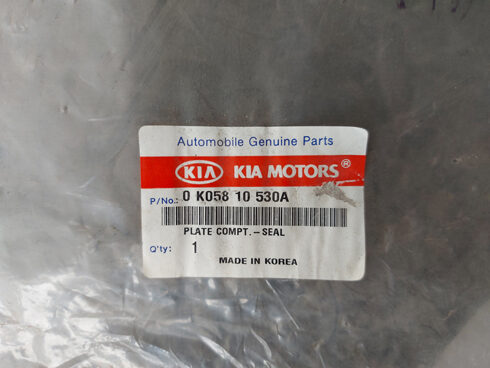 Automobile Genuine Parts
KIA KIA MOTORS®
P/No.: 0 K058 10 530A
PLATE COMPT.-SEAL
Q'ty: 1
MADE IN KOREA